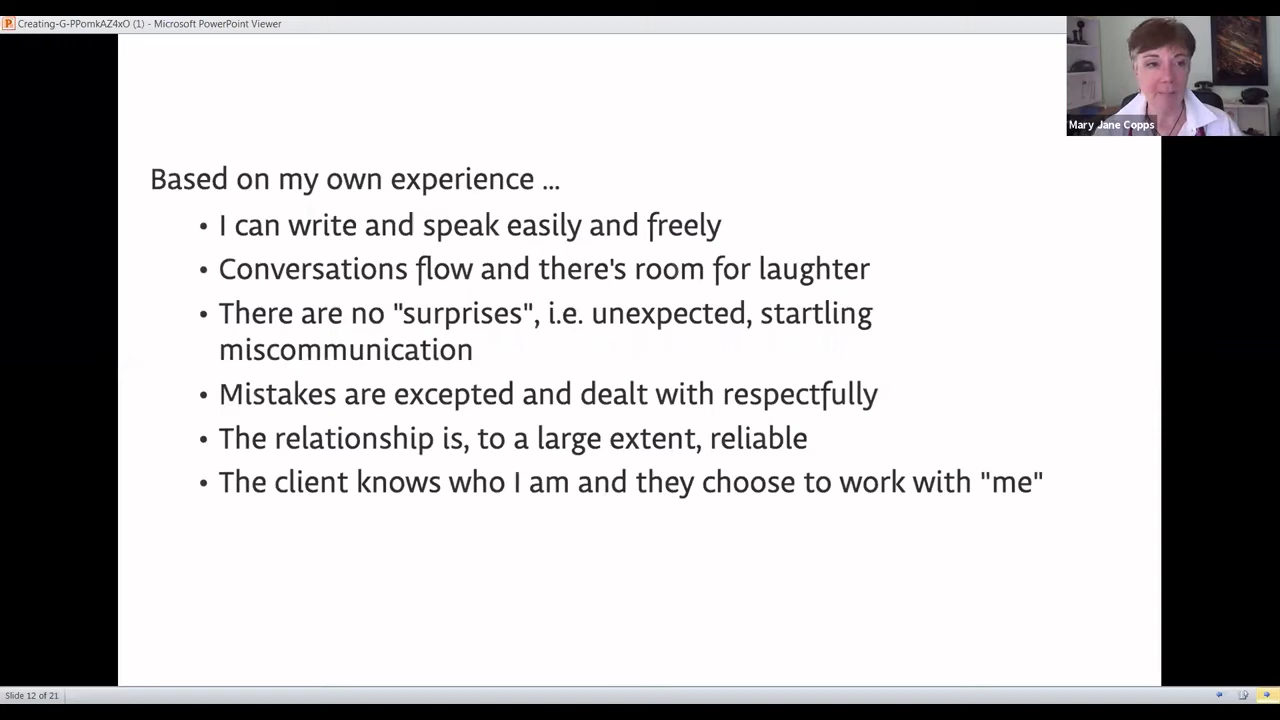 Creating-G-PPomkAZ4xO (1) - Microsoft PowerPoint Viewer
Mary Jane Copps
Based on my own experience ...
• I can write and speak easily and freely
• Conversations flow and there's room for laughter
• There are no "surprises", i.e. unexpected, startling
miscommunication
• Mistakes are excepted and dealt with respectfully
• The relationship is, to a large extent, reliable
• The client knows who I am and they choose to work with "me"
Slide 12 of 21